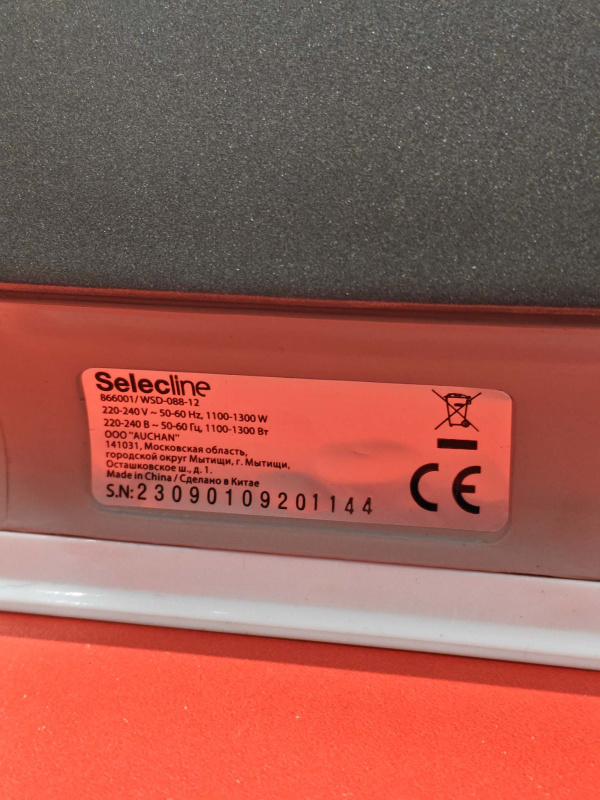 Selecline
866001/ WSD-088-12
220-240 V ~ 50-60 Hz, 1100-1300 W
220-240 В ~ 50-60 Гц, 1100-1300 Вт
ООО "AUCHAN"
141031, Московская область,
городской округ Мытищи, г. Мытищи,
Осташковское ш., д. 1.
Made in China / Сделано в Китае
S.N: 23090109201144
CE